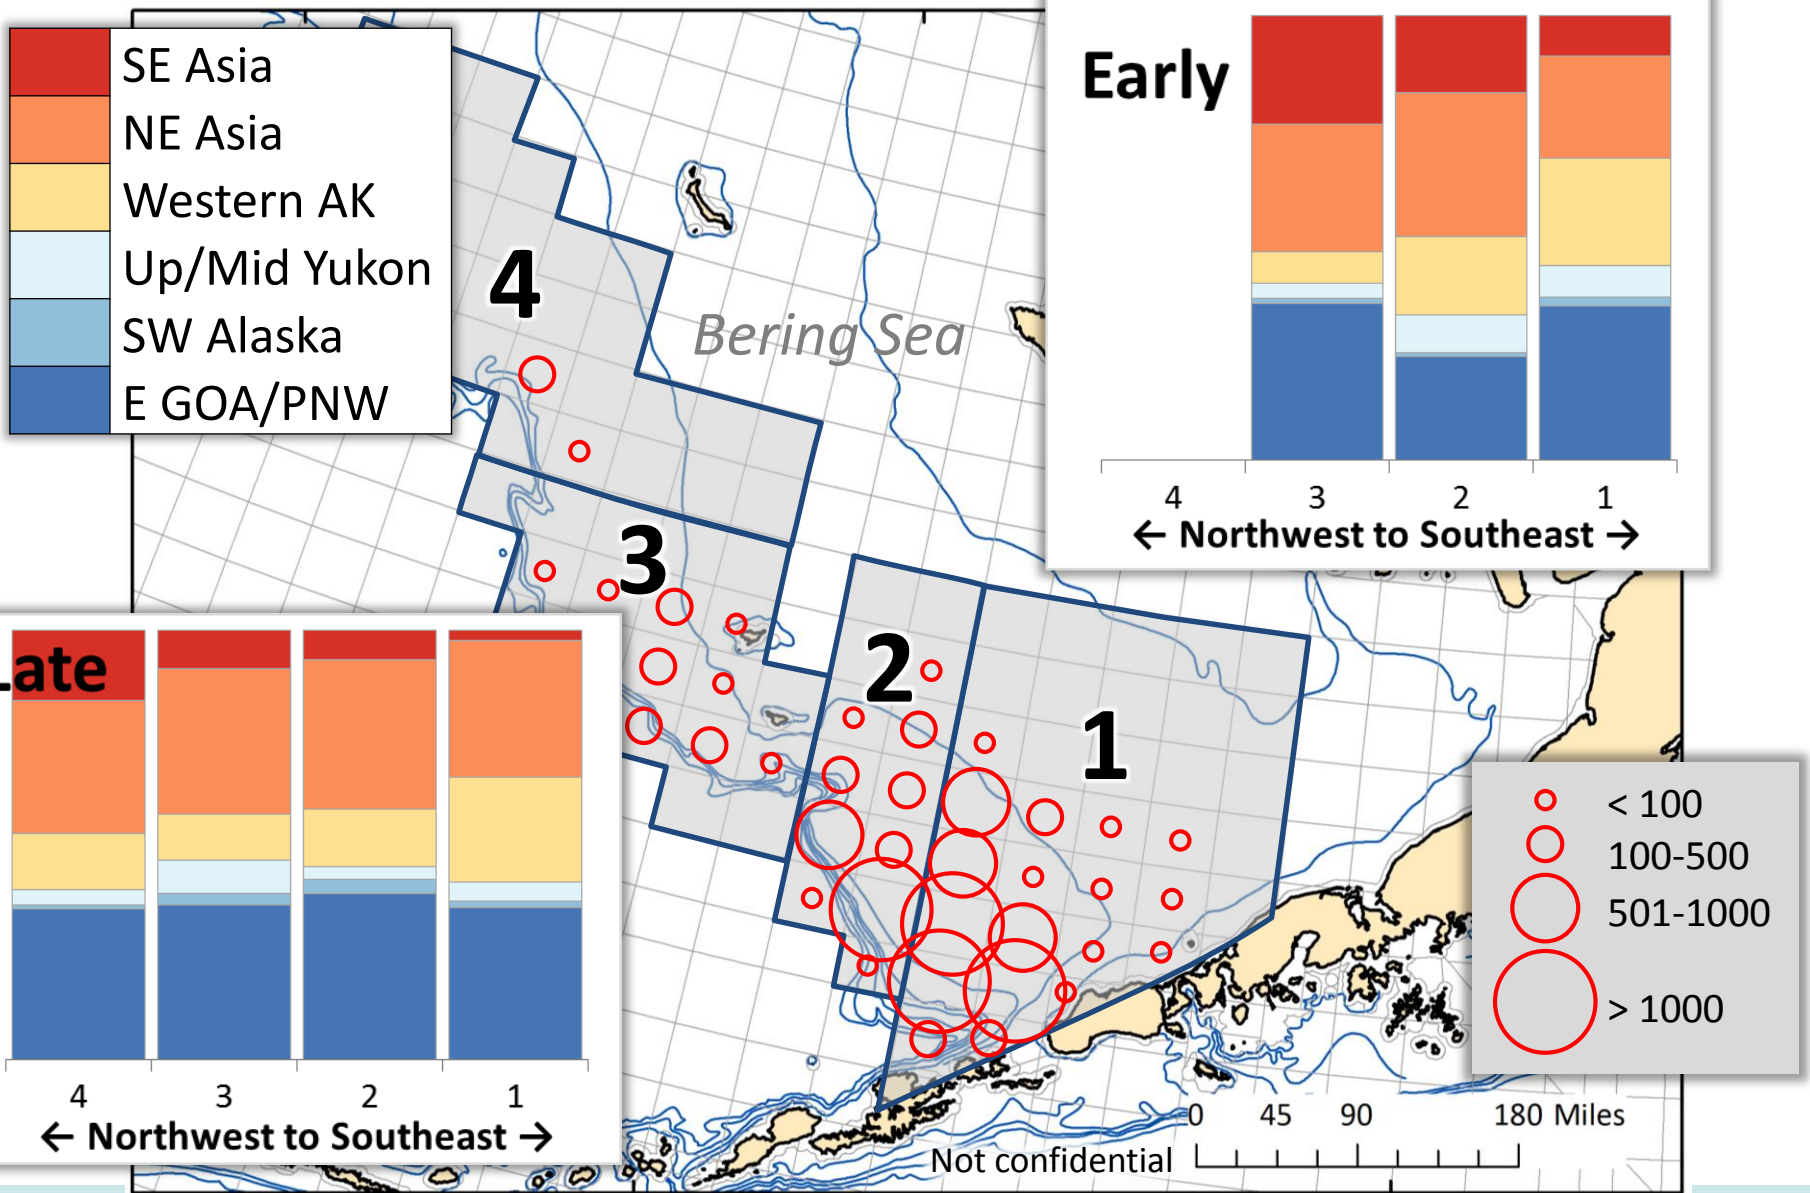 SE Asia
NE Asia
Western AK
Up/Mid Yukon
SW Alaska
E GOA/PNW
Early
4 3 2 1
← Northwest to Southeast →
4
Bering Sea
3
2
1
ate
4 3 2 1
← Northwest to Southeast →
< 100
100-500
501-1000
> 1000
0 45 90 180 Miles
Not confidential